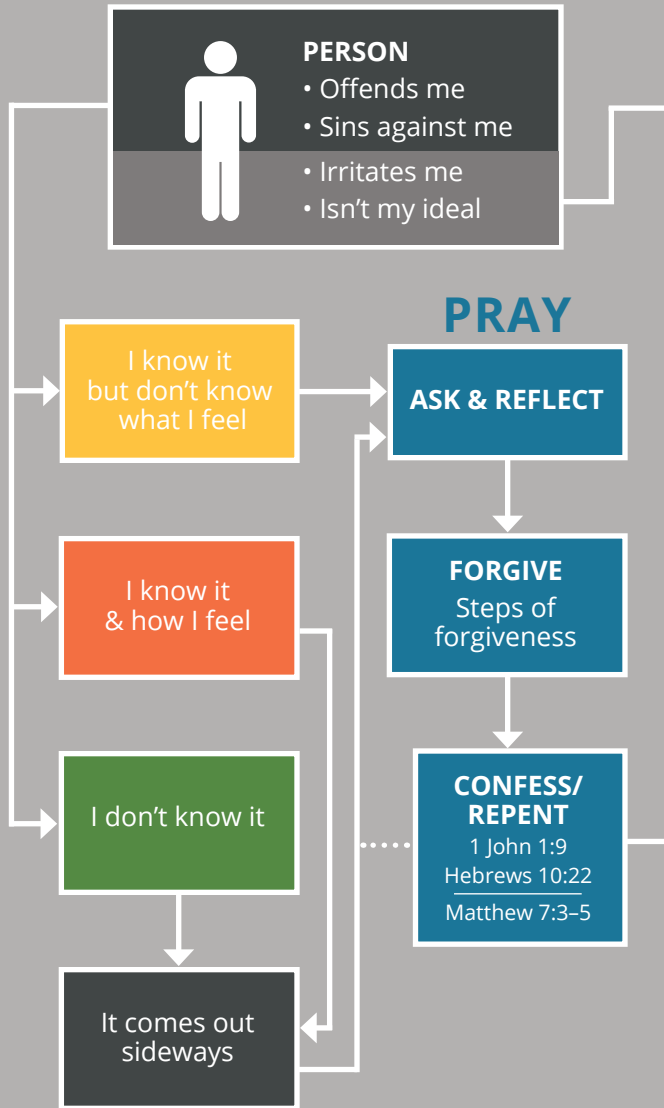 PERSON
• Offends me
• Sins against me
• Irritates me
• Isn’t my ideal
PRAY
I know it
but don’t know
what I feel
ASK & REFLECT
I know it
& how I feel
FORGIVE
Steps of
forgiveness
I don’t know it
CONFESS/
REPENT
1 John 1:9
Hebrews 10:22
Matthew 7:3–5
It comes out
sideways